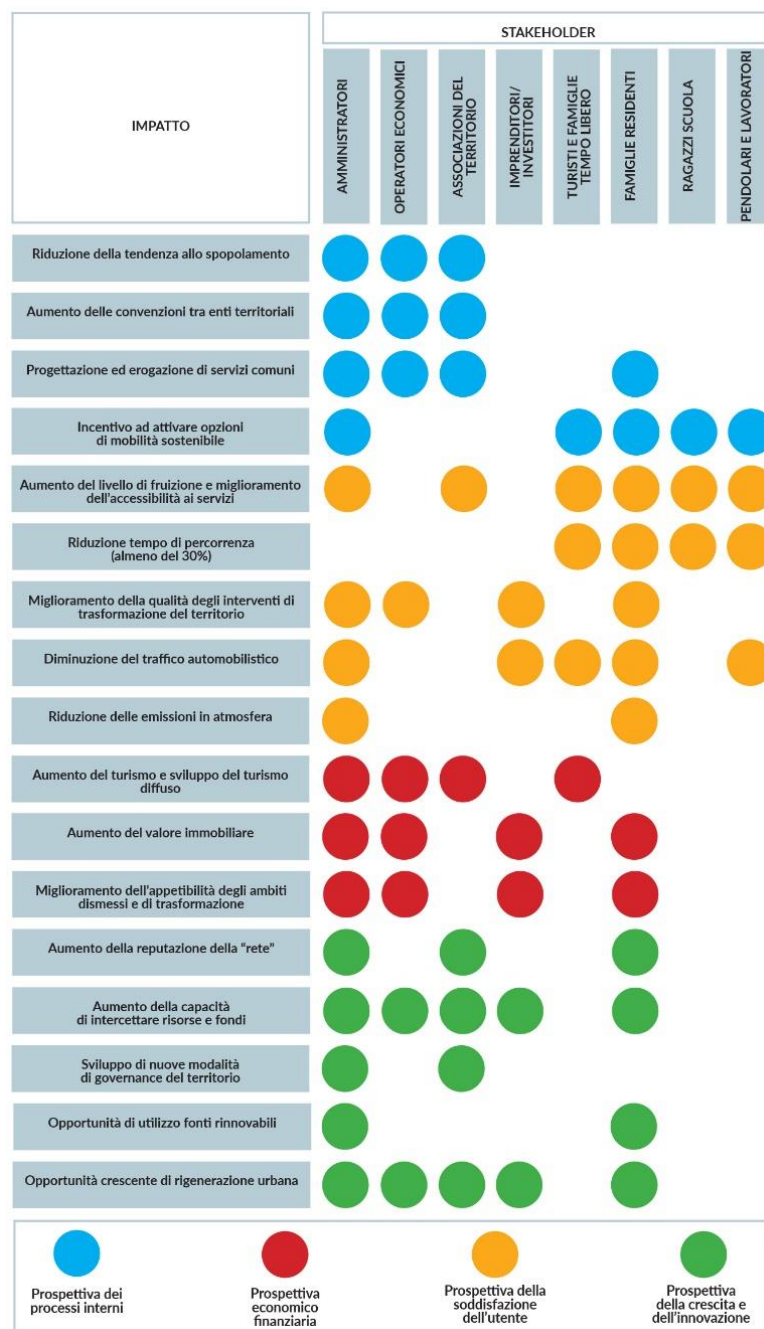 STAKEHOLDER
IMPATTO
AMMINISTRATORI
OPERATORI ECONOMICI
ASSOCIAZIONI DEL
TERRITORIO
IMPRENDITORI/
INVESTITORI
TURISTI E FAMIGLIE
TEMPO LIBERO
FAMIGLIE RESIDENTI
RAGAZZI SCUOLA
PENDOLARI E LAVORATORI
Riduzione della tendenza allo spopolamento
Aumento delle convenzioni tra enti territoriali
Progettazione ed erogazione di servizi comuni
Incentivo ad attivare opzioni
di mobilità sostenibile
Aumento del livello di fruizione e miglioramento
dell'accessibilità ai servizi
Riduzione tempo di percorrenza
(almeno del 30%)
Miglioramento della qualità degli interventi di
trasformazione del territorio
Diminuzione del traffico automobilistico
Riduzione delle emissioni in atmosfera
Aumento del turismo e sviluppo del turismo
diffuso
Aumento del valore immobiliare
Miglioramento dell'appetibilità degli ambiti
dismessi e di trasformazione
Aumento della reputazione della "rete"
Aumento della capacità
di intercettare risorse e fondi
Sviluppo di nuove modalità
di governance del territorio
Opportunità di utilizzo fonti rinnovabili
Opportunità crescente di rigenerazione urbana
Prospettiva dei
processi interni
Prospettiva
economico
finanziaria
Prospettiva della
soddisfazione
dell'utente
Prospettiva
della crescita e
dell'innovazione